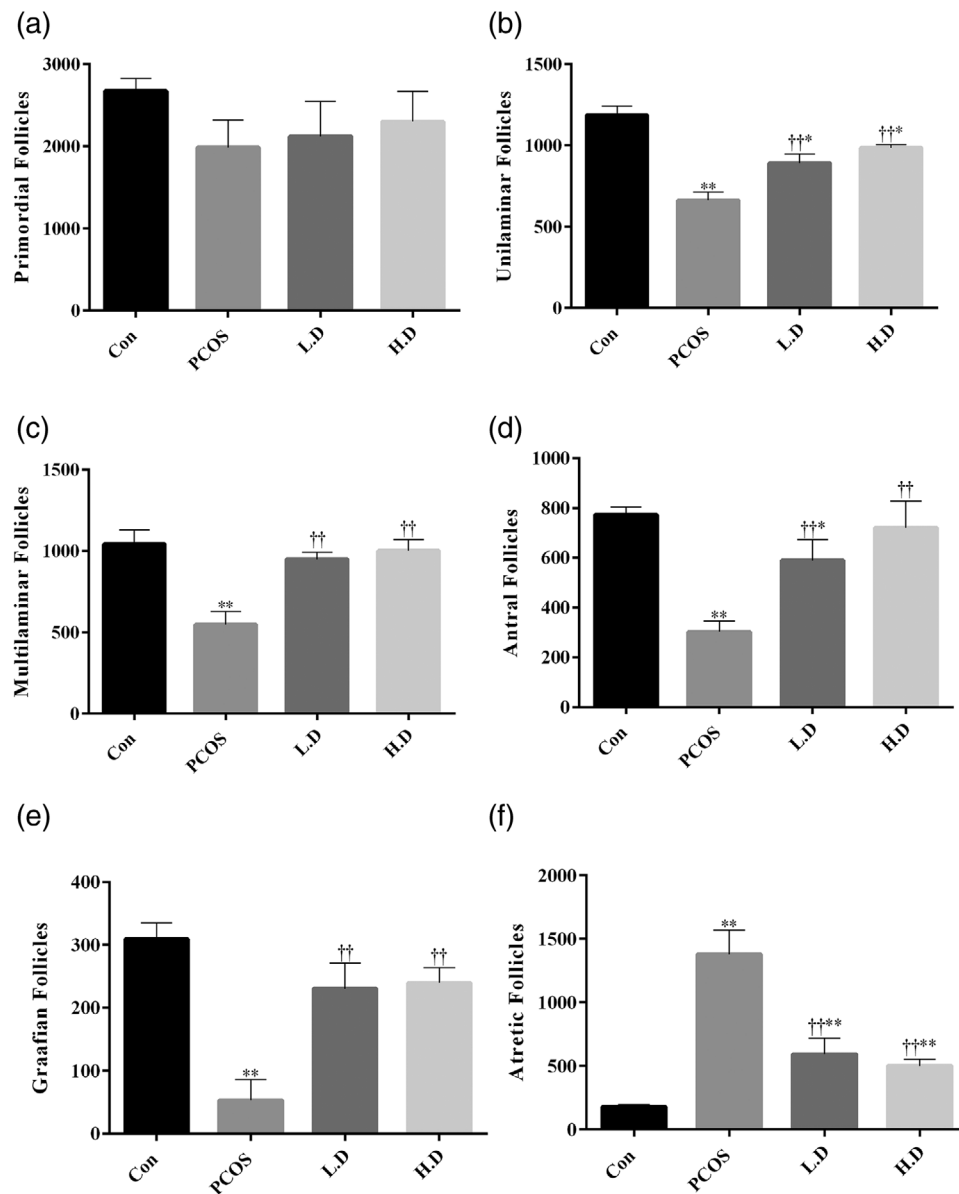 (a)
Primordial Follicles
3000
2000
1000
0
Con
PCOS
L.D
H.D
(b)
Unilaminar Follicles
1500
1000
500
0
**
††*
††*
Con
PCOS
L.D
H.D
(c)
Multilaminar Follicles
1500
1000
500
0
**
††
††
Con
PCOS
L.D
H.D
(d)
Antral Follicles
1000
800
600
400
200
0
**
††*
††
Con
PCOS
L.D
H.D
(e)
Graafian Follicles
400
300
200
100
0
**
††
††
Con
PCOS
L.D
H.D
(f)
Atretic Follicles
2000
1500
1000
500
0
**
††**
††**
Con
PCOS
L.D
H.D